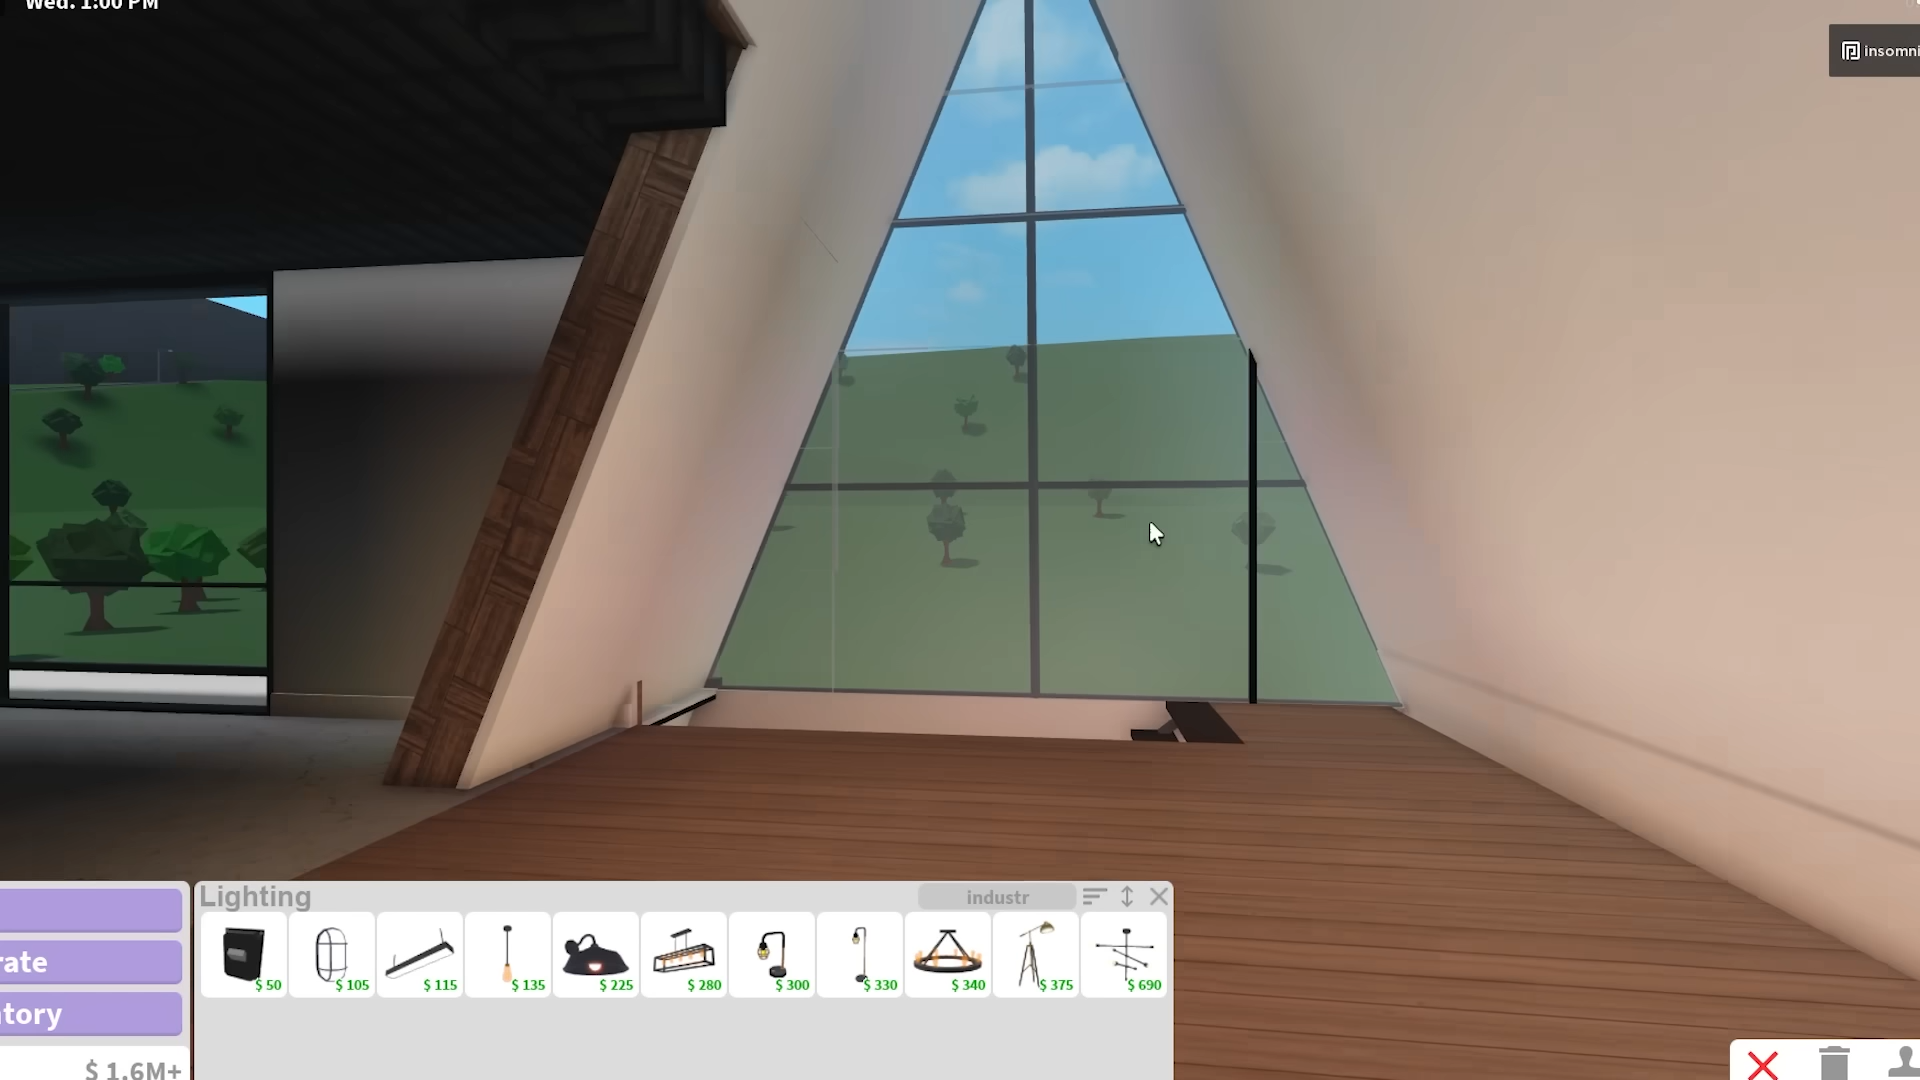 Wed. 1:00 PM
insomni
Lighting
industr
$ 50
$ 105
$ 115
$ 135
$ 225
$ 280
$ 300
$ 330
$ 340
$ 375
$ 690
rate
tory
$ 1.6M+